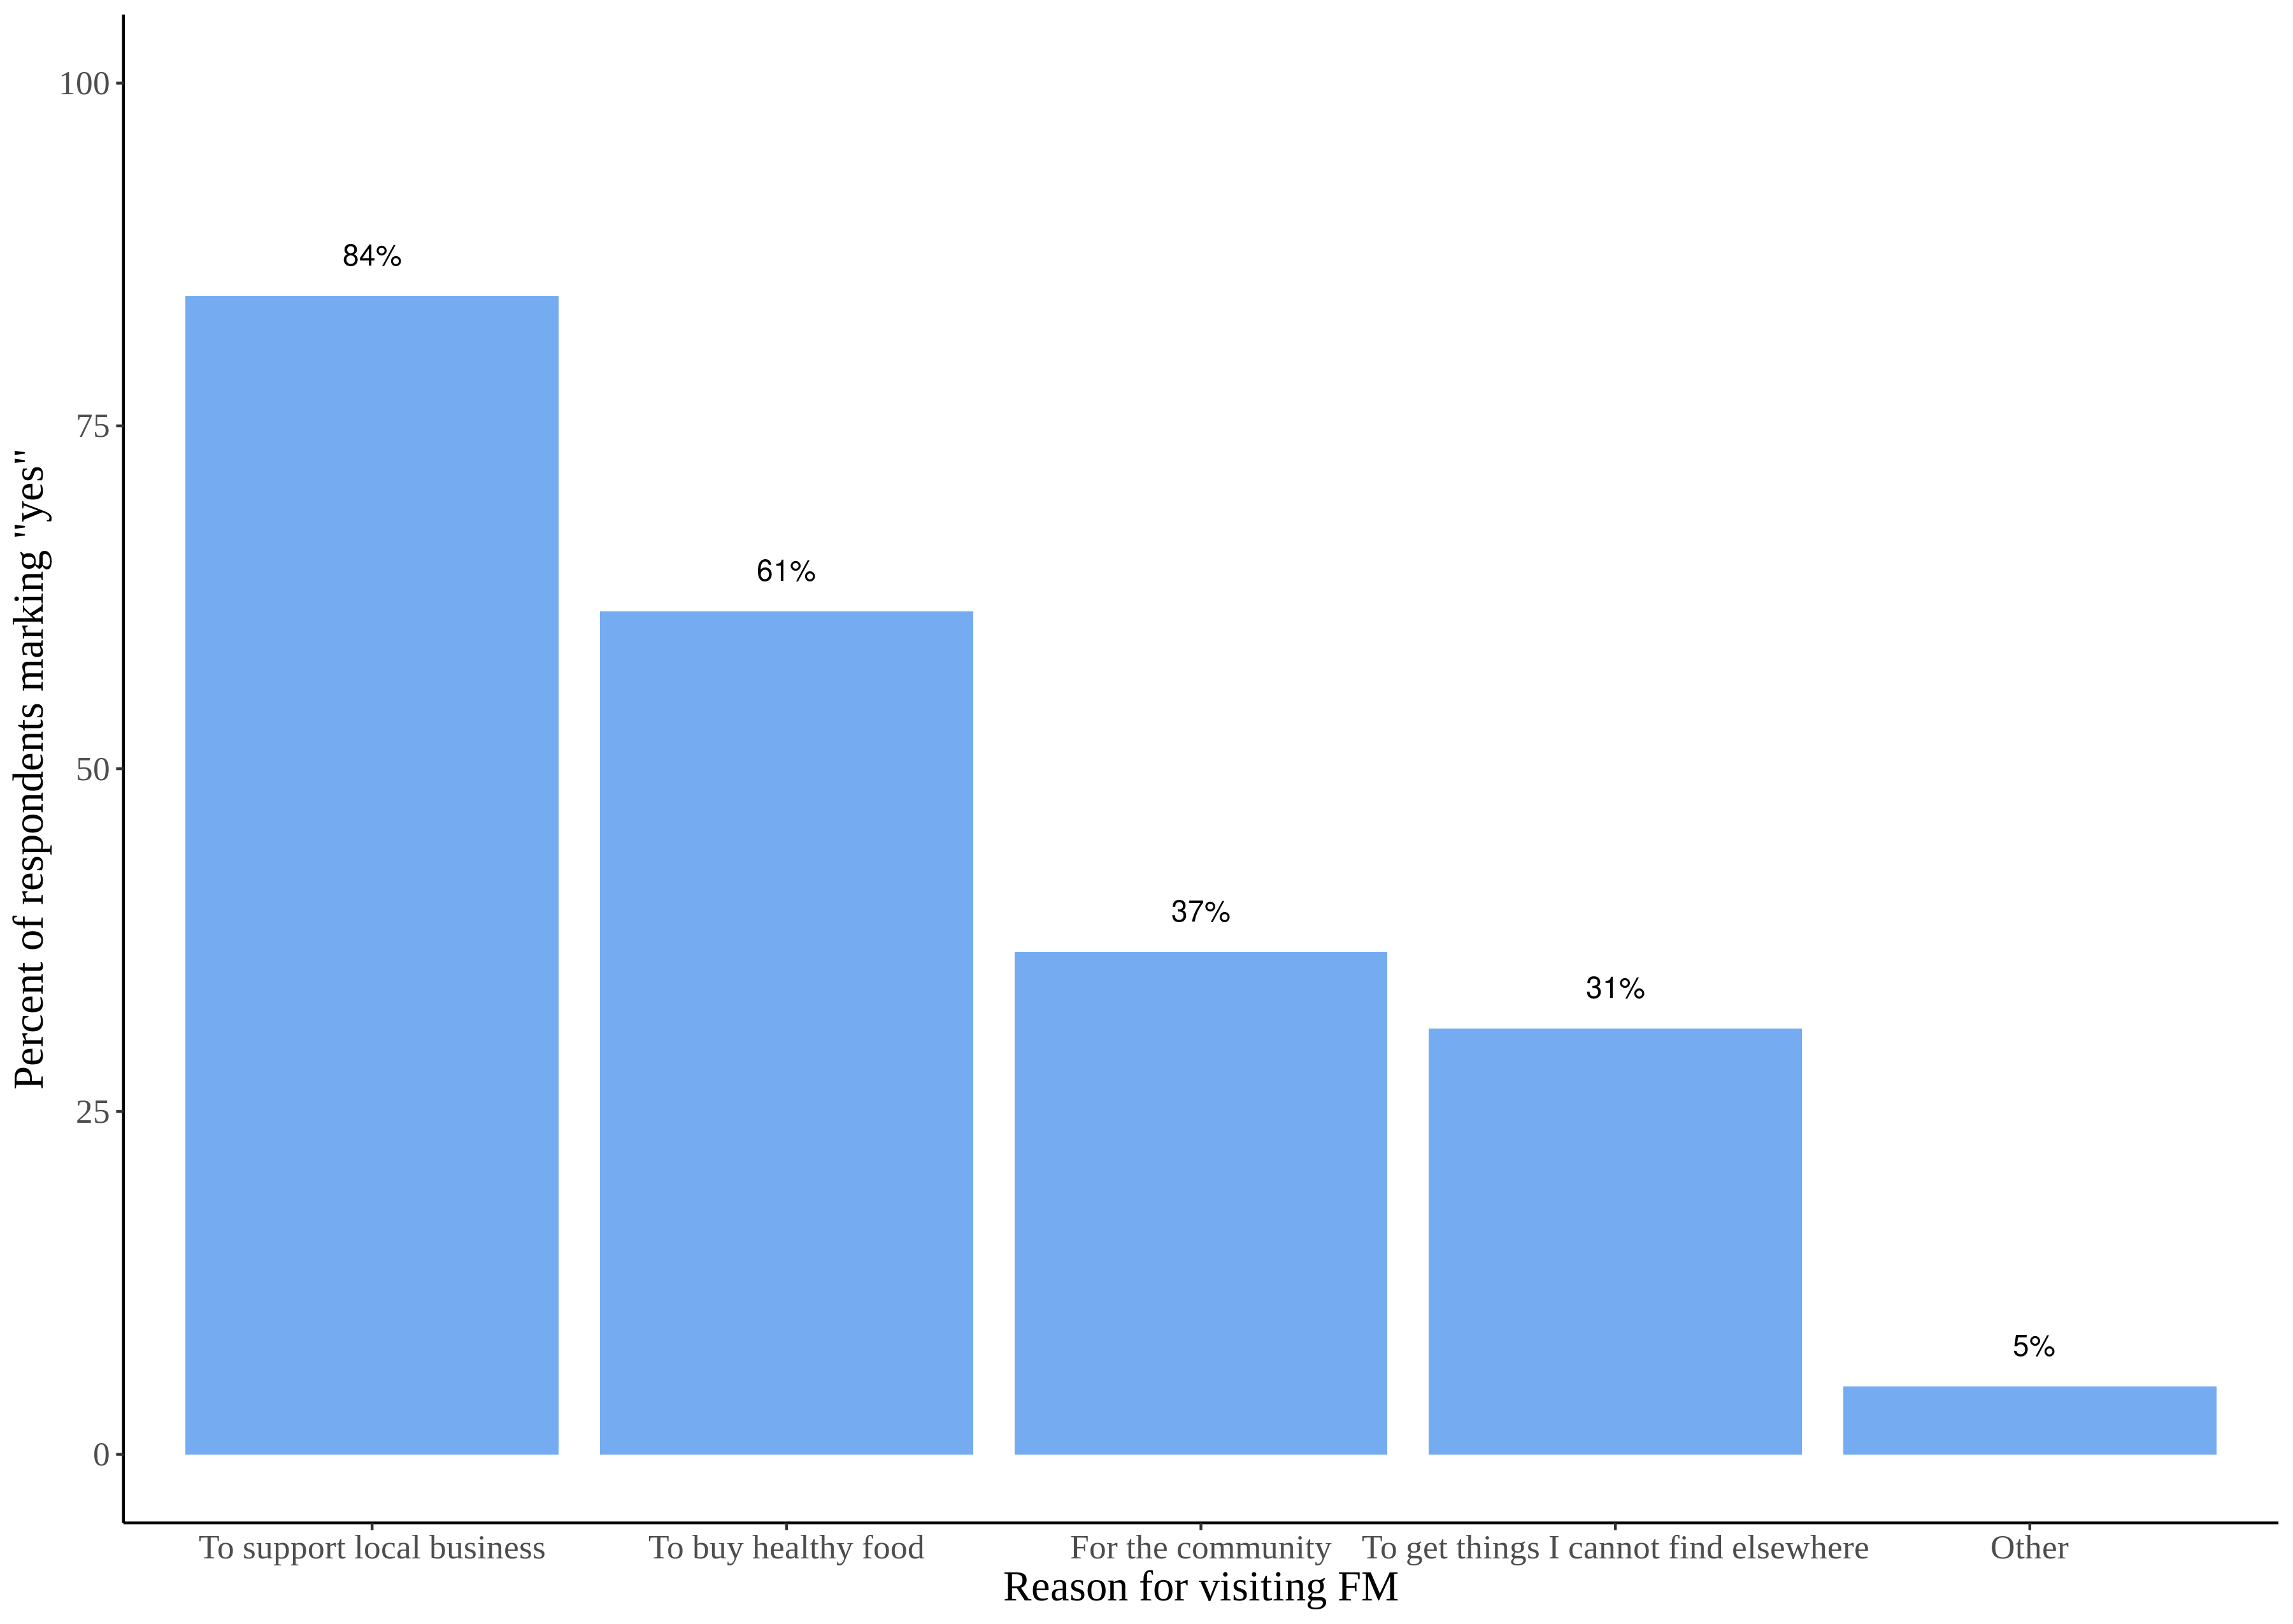 Percent of respondents marking "yes"
100
75
50
25
0
84%
61%
37%
31%
5%
To support local business
To buy healthy food
For the community
To get things I cannot find elsewhere
Other
Reason for visiting FM